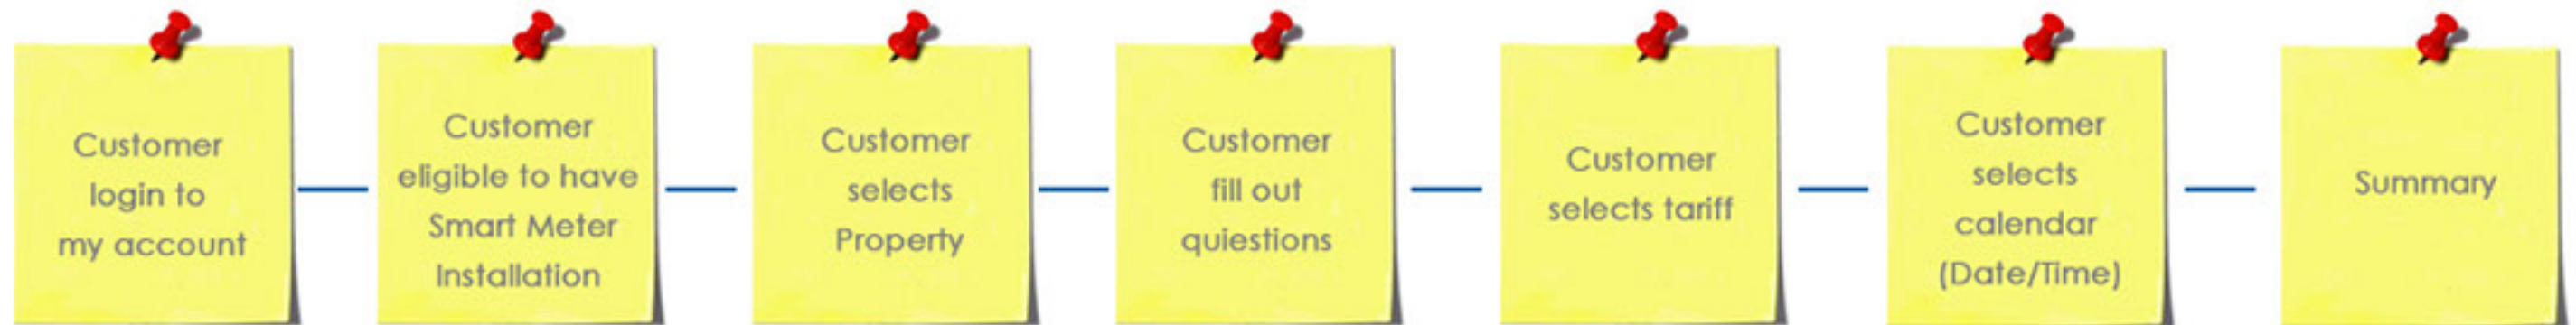 Customer
login to
my account
Customer
eligible to have
Smart Meter
Installation
Customer
selects
Property
Customer
fill out
quiestions
Customer
selects tariff
Customer
selects
calendar
(Date/Time)
Summary